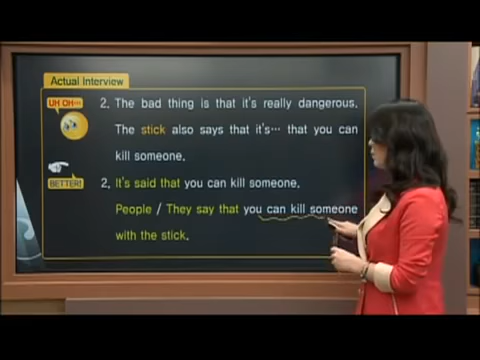 Actual Interview
UH OH...
2. The bad thing is that it's really dangerous.
The stick also says that it's… that you can
kill someone.
BETTER!
2. It's said that you can kill someone.
People / They say that you can kill someone
with the stick.